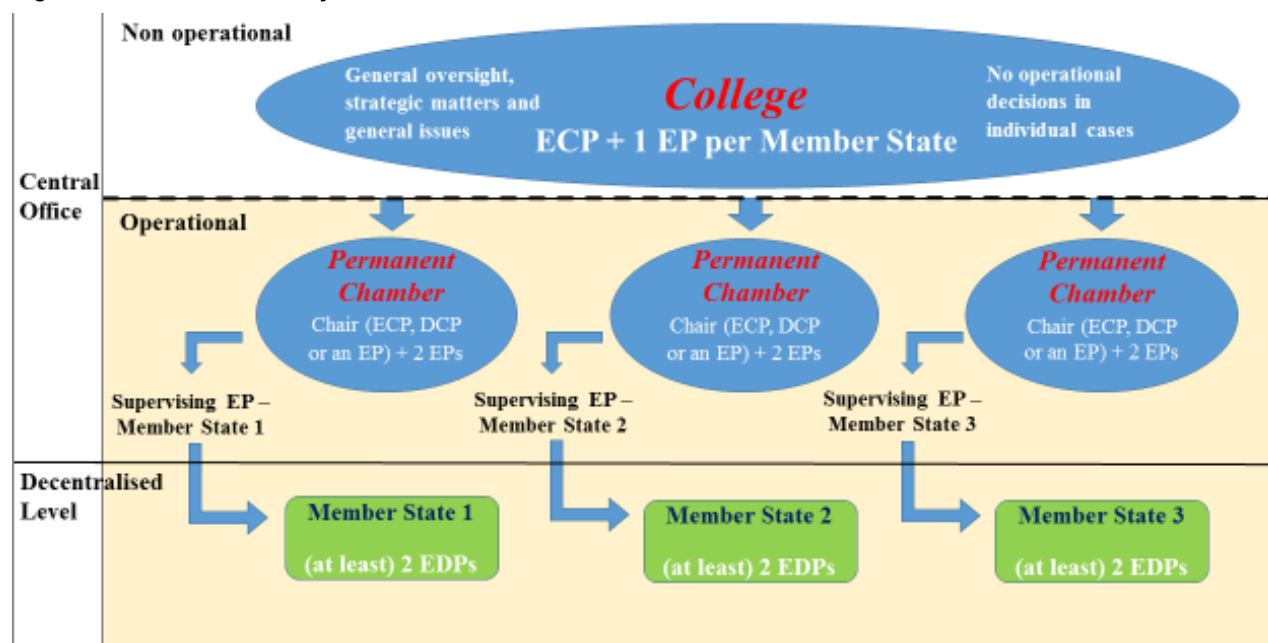 Non operational
General oversight,
strategic matters and
general issues
College
ECP + 1 EP per Member State
No operational
decisions in
individual cases
Central
Office
Operational
Permanent
Chamber
Chair (ECP, DCP
or an EP) + 2 EPs
Permanent
Chamber
Chair (ECP, DCP
or an EP) + 2 EPs
Permanent
Chamber
Chair (ECP, DCP
or an EP) + 2 EPs
Supervising EP –
Member State 1
Supervising EP –
Member State 2
Supervising EP –
Member State 3
Decentralised
Level
Member State 1
(at least) 2 EDPs
Member State 2
(at least) 2 EDPs
Member State 3
(at least) 2 EDPs